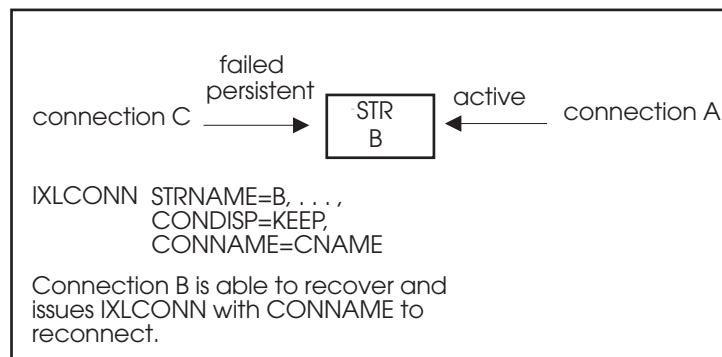 failed
persistent
connection C
STR
B
active
connection A
IXLCONN STRNAME=B, . . . ,
CONDISP=KEEP,
CONNAME=CNAME
Connection B is able to recover and
issues IXLCONN with CONNAME to
reconnect.